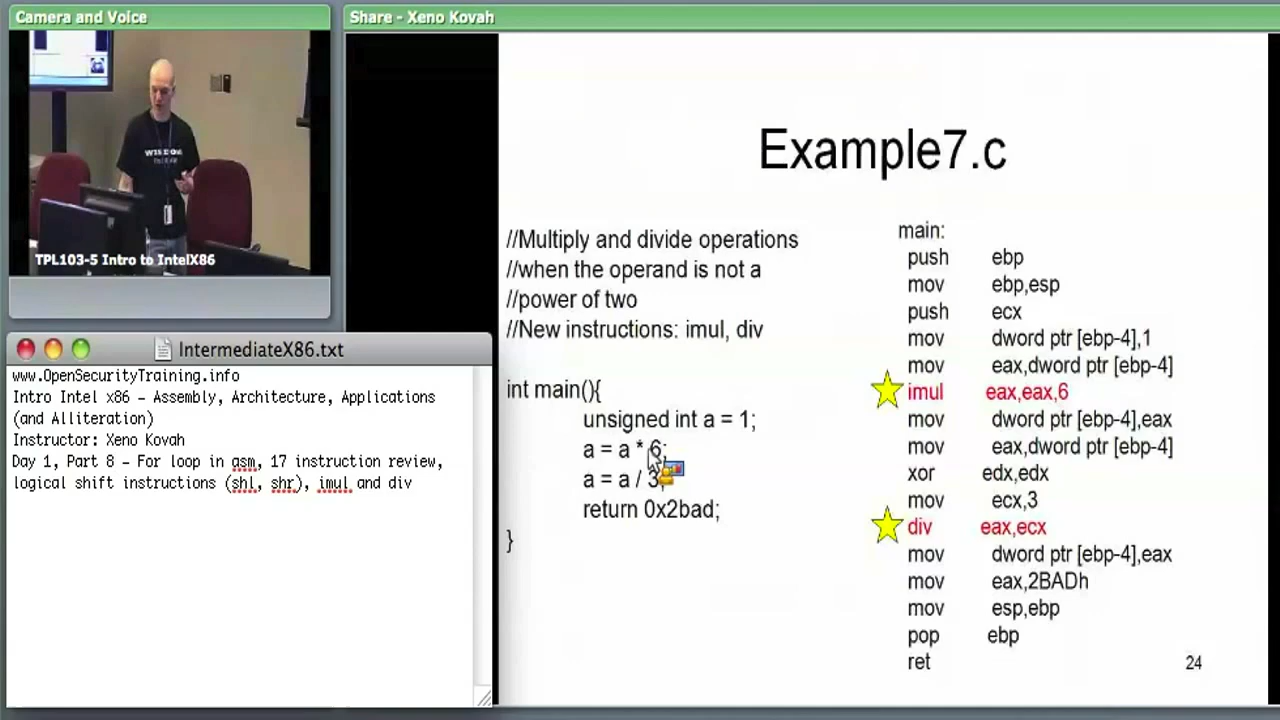 Camera and Voice
TPL103-5 Intro to IntelX86
IntermediateX86.txt
www.OpenSecurityTraining.info
Intro Intel x86 – Assembly, Architecture, Applications
(and Alliteration)
Instructor: Xeno Kovah
Day 1, Part 8 – For loop in asm, 17 instruction review,
logical shift instructions (shl, shr), imul and div
Share - Xeno Kovah
Example7.c
//Multiply and divide operations
//when the operand is not a
//power of two
//New instructions: imul, div
int main(){
unsigned int a = 1;
a = a * 6;
a = a / 3;
return 0x2bad;
}
main:
push ebp
mov ebp,esp
push ecx
mov dword ptr [ebp-4],1
mov eax,dword ptr [ebp-4]
imul eax,eax,6
mov dword ptr [ebp-4],eax
mov eax,dword ptr [ebp-4]
xor edx,edx
mov ecx,3
div eax,ecx
mov dword ptr [ebp-4],eax
mov eax,2BADh
mov esp,ebp
pop ebp
ret
24